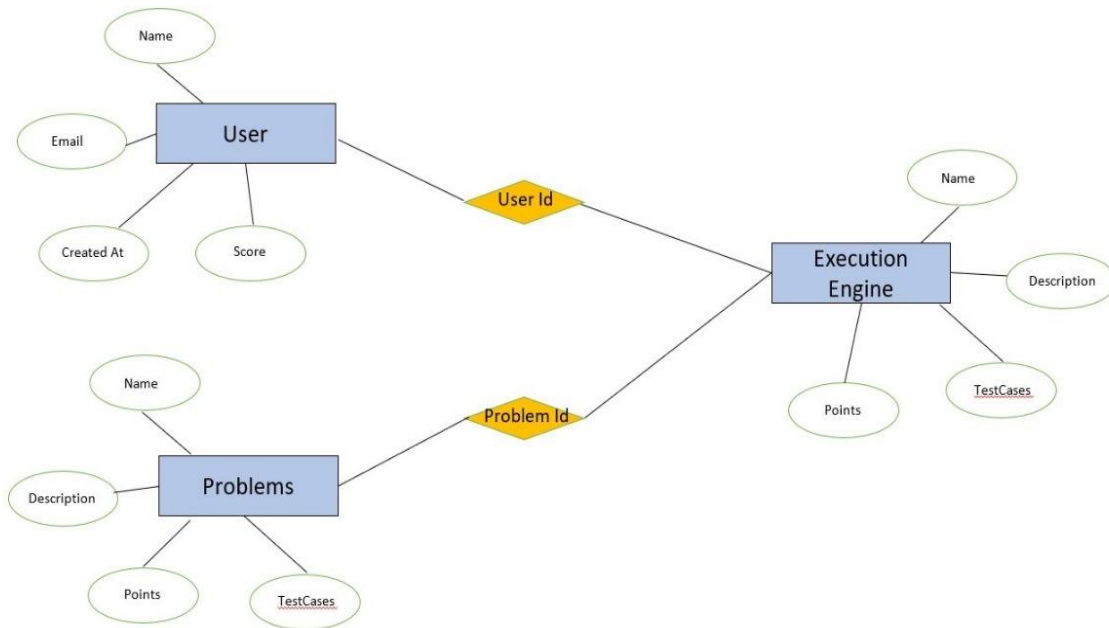 Name
User
Email
Created At
Score
User Id
Name
Execution
Engine
Description
TestCases
Points
Name
Problem Id
Problems
Description
Points
TestCases